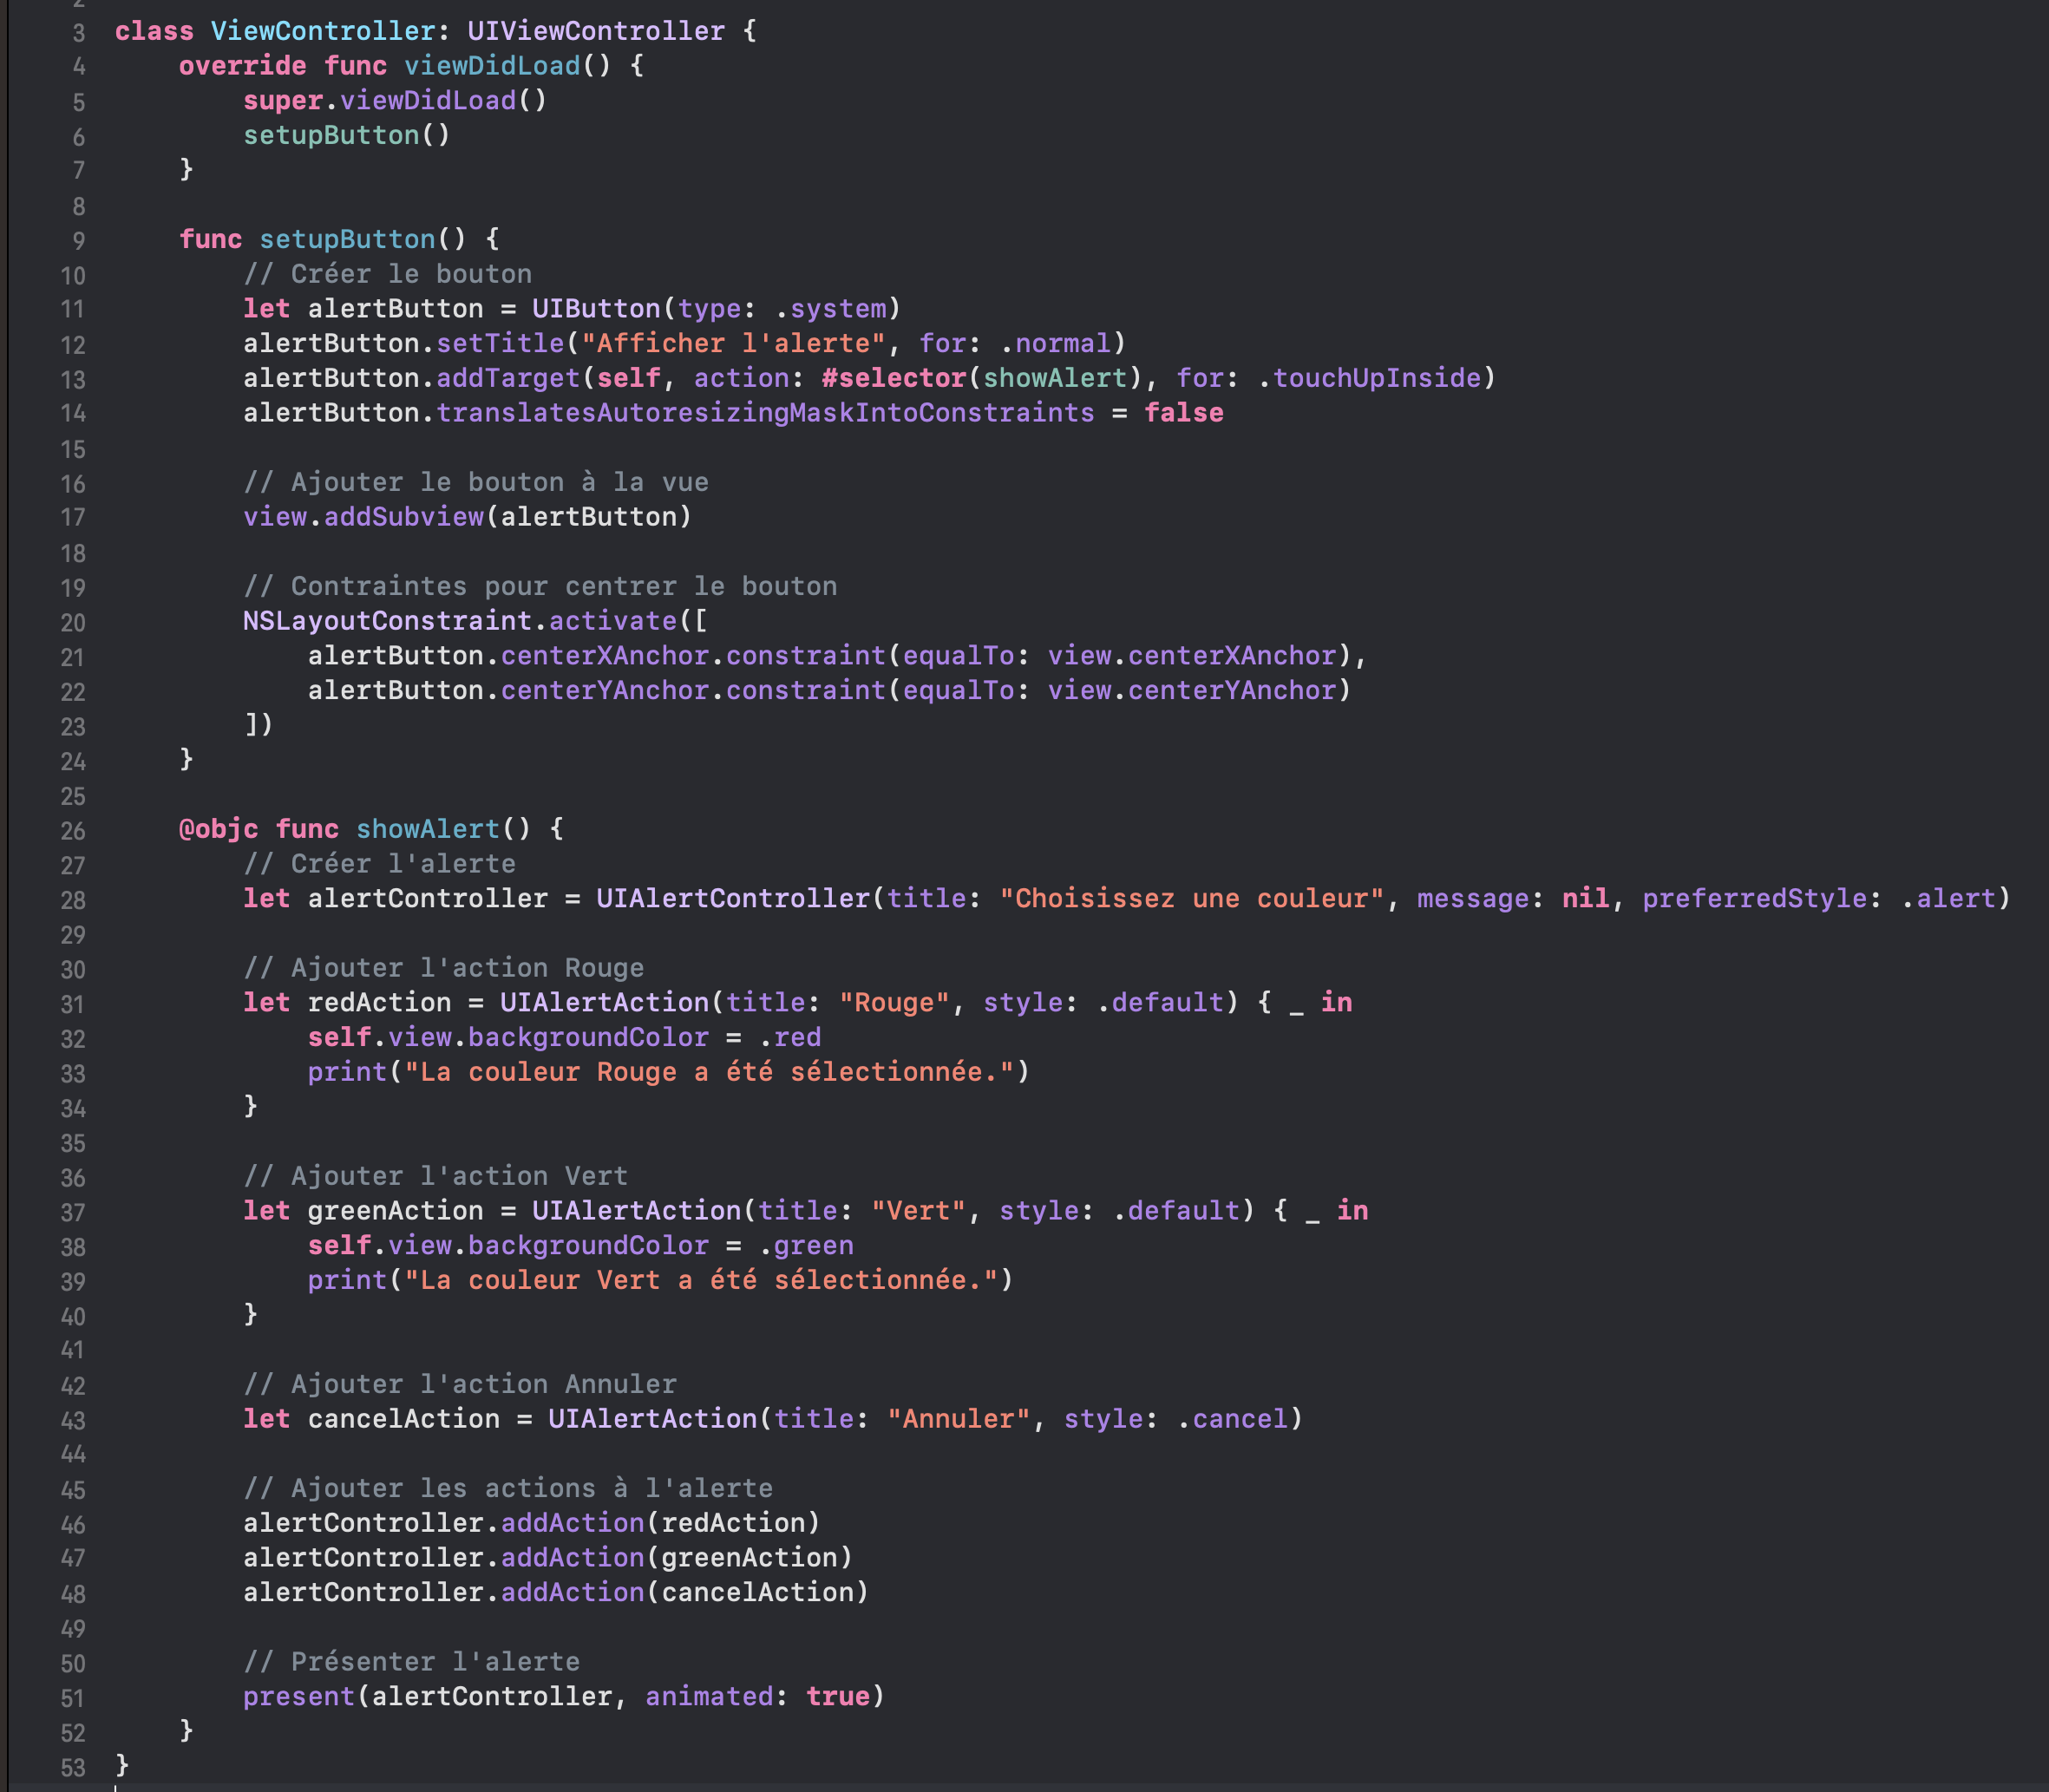 3 class ViewController: UIViewController {
4     override func viewDidLoad() {
5         super.viewDidLoad()
6         setupButton()
7     }
8
9     func setupButton() {
10         // Créer le bouton
11         let alertButton = UIButton(type: .system)
12         alertButton.setTitle("Afficher l'alerte", for: .normal)
13         alertButton.addTarget(self, action: #selector(showAlert), for: .touchUpInside)
14         alertButton.translatesAutoresizingMaskIntoConstraints = false
15
16         // Ajouter le bouton à la vue
17         view.addSubview(alertButton)
18
19         // Contraintes pour centrer le bouton
20         NSLayoutConstraint.activate([
21             alertButton.centerXAnchor.constraint(equalTo: view.centerXAnchor),
22             alertButton.centerYAnchor.constraint(equalTo: view.centerYAnchor)
23         ])
24     }
25
26     @objc func showAlert() {
27         // Créer l'alerte
28         let alertController = UIAlertController(title: "Choisissez une couleur", message: nil, preferredStyle: .alert)
29
30         // Ajouter l'action Rouge
31         let redAction = UIAlertAction(title: "Rouge", style: .default) { _ in
32             self.view.backgroundColor = .red
33             print("La couleur Rouge a été sélectionnée.")
34         }
35
36         // Ajouter l'action Vert
37         let greenAction = UIAlertAction(title: "Vert", style: .default) { _ in
38             self.view.backgroundColor = .green
39             print("La couleur Vert a été sélectionnée.")
40         }
41
42         // Ajouter l'action Annuler
43         let cancelAction = UIAlertAction(title: "Annuler", style: .cancel)
44
45         // Ajouter les actions à l'alerte
46         alertController.addAction(redAction)
47         alertController.addAction(greenAction)
48         alertController.addAction(cancelAction)
49
50         // Présenter l'alerte
51         present(alertController, animated: true)
52     }
53 }